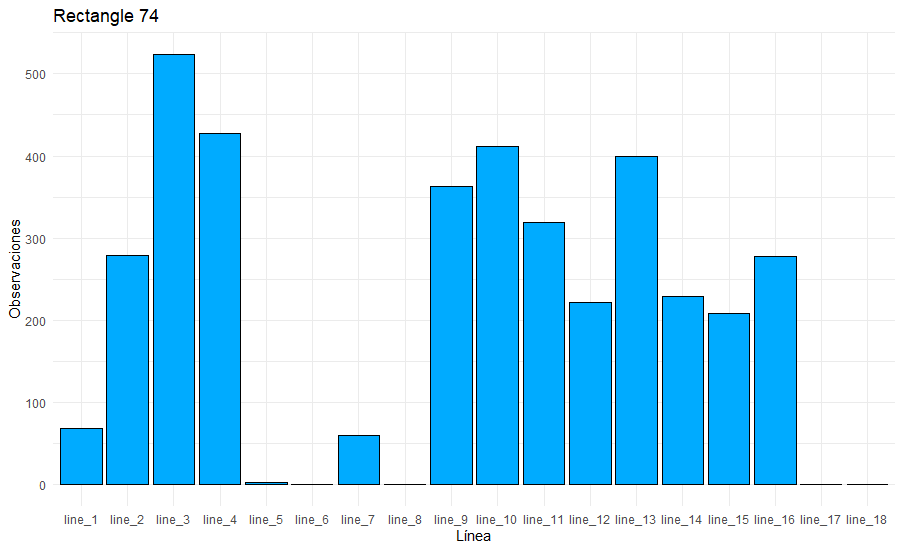 Rectangle 74
Observaciones
500
400
300
200
100
0
line_1 line_2 line_3 line_4 line_5 line_6 line_7 line_8 line_9 line_10 line_11 line_12 line_13 line_14 line_15 line_16 line_17 line_18
Línea